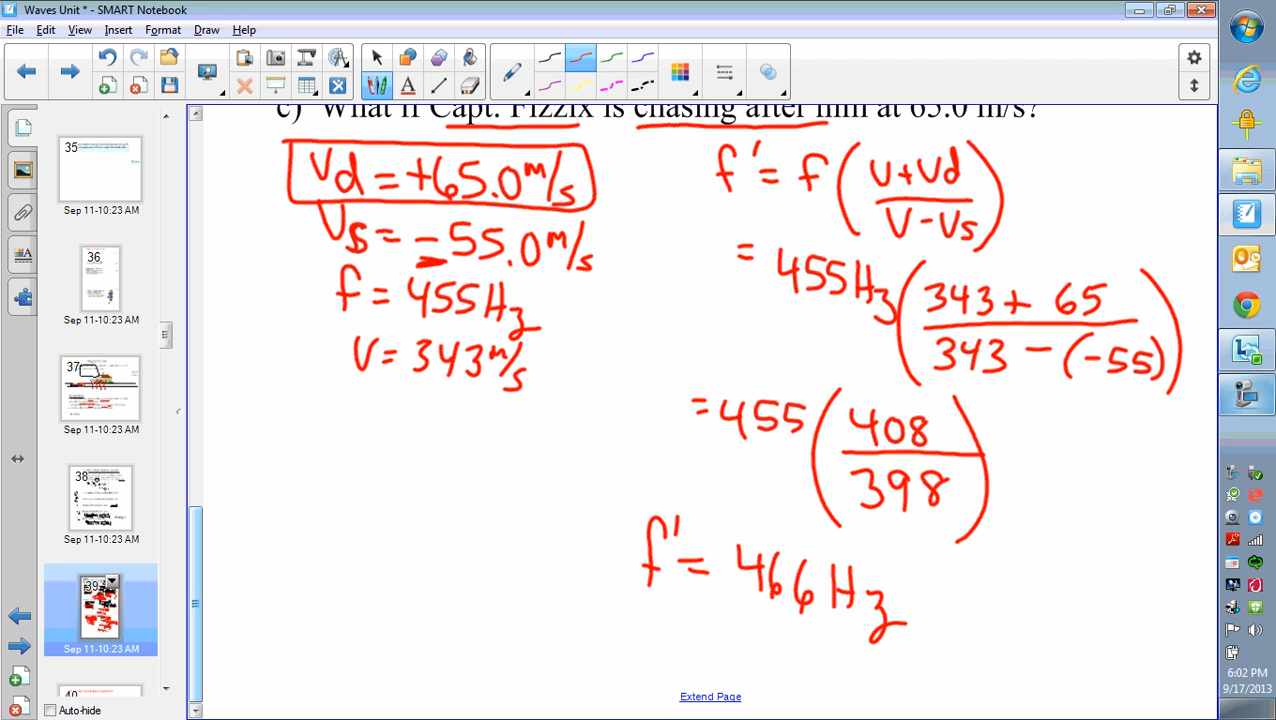 Waves Unit * - SMART Notebook
File Edit View Insert Format Draw Help
c) What if Capt. Fizzix is chasing after him at 65.0 m/s?
Vd = +65.0 m/s
Vs = -55.0 m/s
f = 455 Hz
V = 343 m/s
f' = f (V+Vd / V-Vs)
= 455Hz (343 + 65 / 343 - (-55))
= 455 (408 / 398)
f' = 466 Hz
35
Sep 11-10:23 AM
36
Sep 11-10:23 AM
37
Sep 11-10:23 AM
38
Sep 11-10:23 AM
39
Sep 11-10:23 AM
40
Auto-hide
Extend Page
6:02 PM
9/17/2013